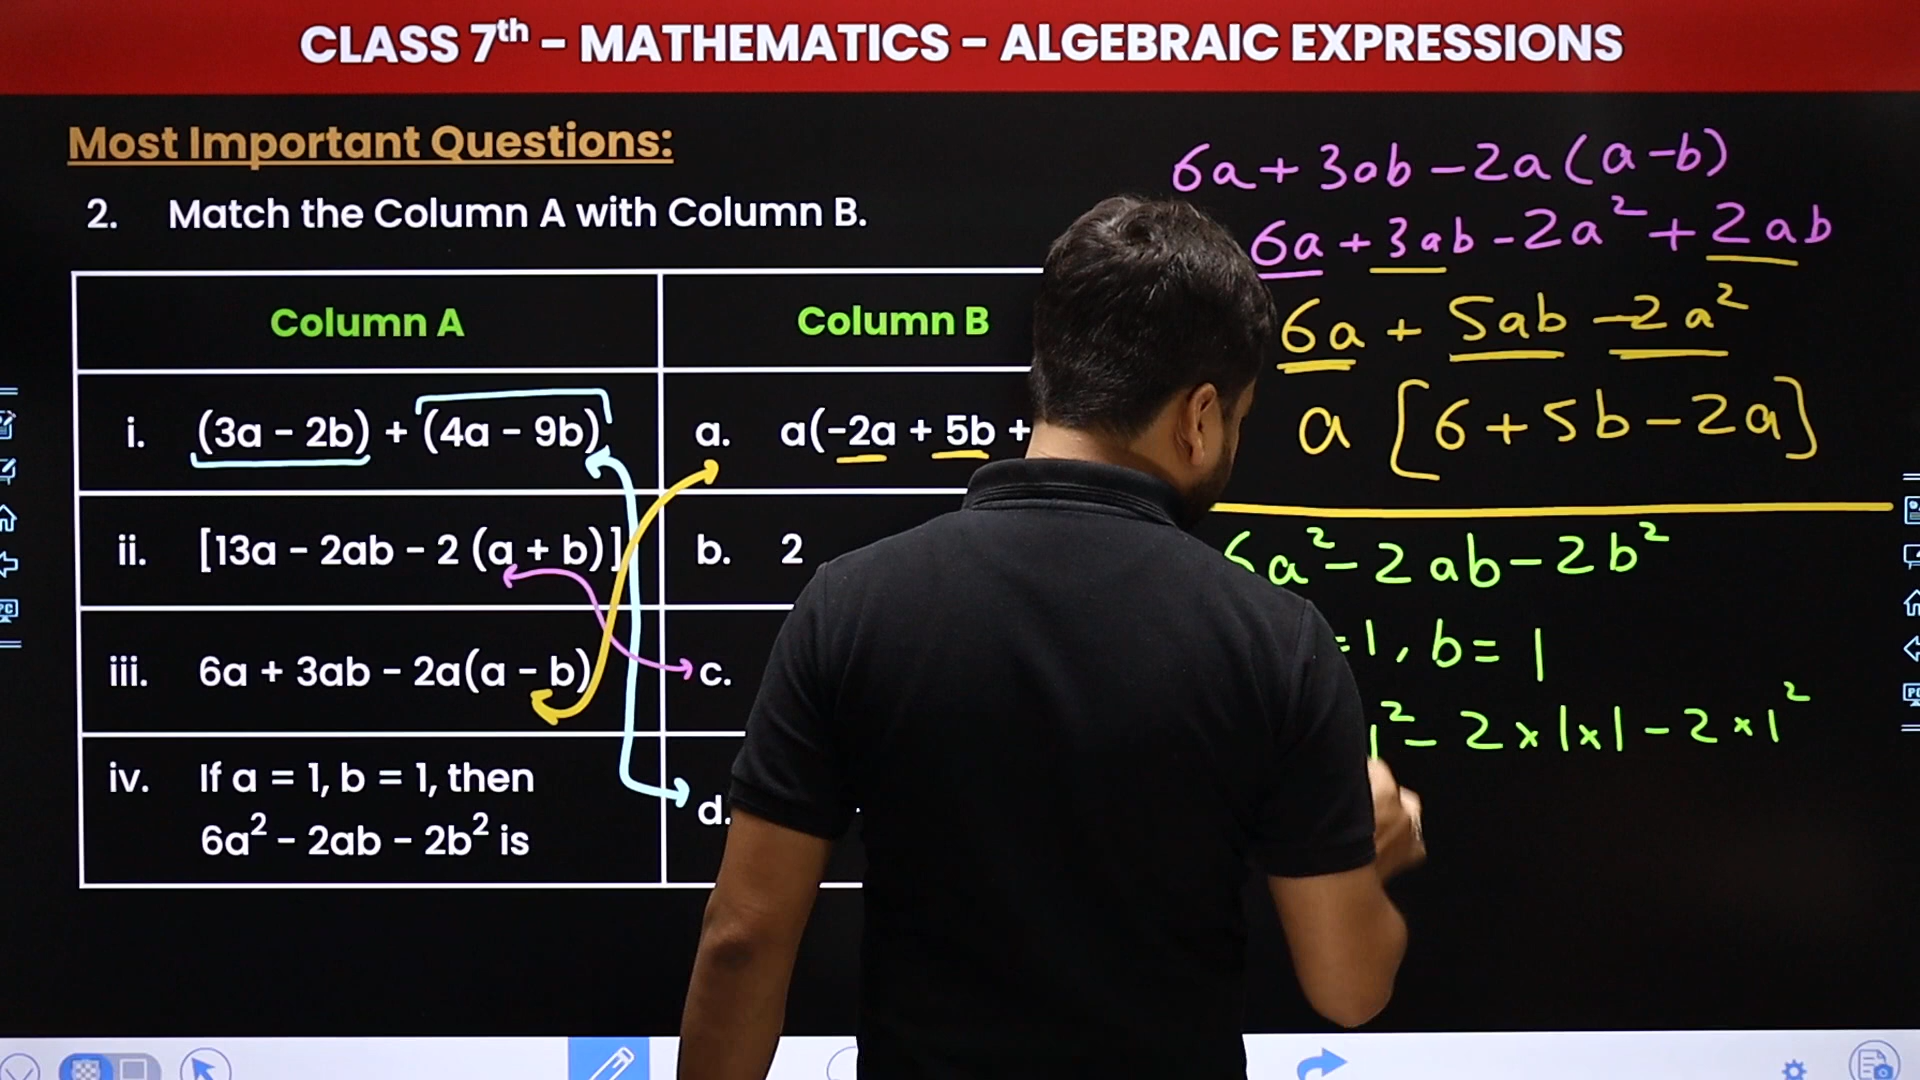 CLASS 7th - MATHEMATICS - ALGEBRAIC EXPRESSIONS
Most Important Questions:
2. Match the Column A with Column B.
Column A
Column B
i. (3a - 2b) + (4a - 9b)
a. a(-2a + 5b +
ii. [13a - 2ab - 2 (a + b)]
b. 2
iii. 6a + 3ab - 2a(a - b)
c.
iv. If a = 1, b = 1, then
6a² - 2ab - 2b² is
d.
6a + 3ab - 2a (a - b)
6a + 3ab - 2a² + 2ab
6a + 5ab - 2a²
a [6 + 5b - 2a]
6a² - 2ab - 2b²
=1, b = 1
1² - 2 × 1 × 1 - 2 × 1²